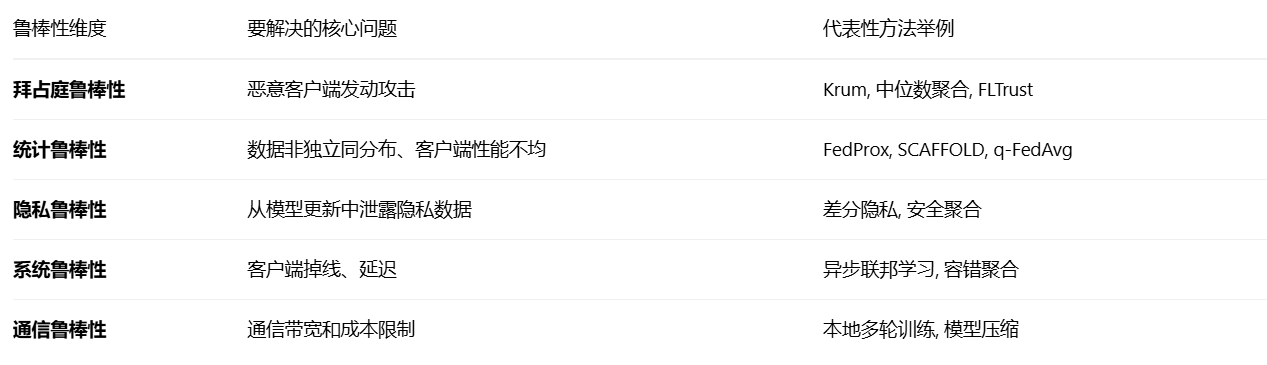 鲁棒性维度 要解决的核心问题 代表性方法举例
拜占庭鲁棒性 恶意客户端发动攻击 Krum, 中位数聚合, FLTrust
统计鲁棒性 数据非独立同分布、客户端性能不均 FedProx, SCAFFOLD, q-FedAvg
隐私鲁棒性 从模型更新中泄露隐私数据 差分隐私, 安全聚合
系统鲁棒性 客户端掉线、延迟 异步联邦学习, 容错聚合
通信鲁棒性 通信带宽和成本限制 本地多轮训练, 模型压缩